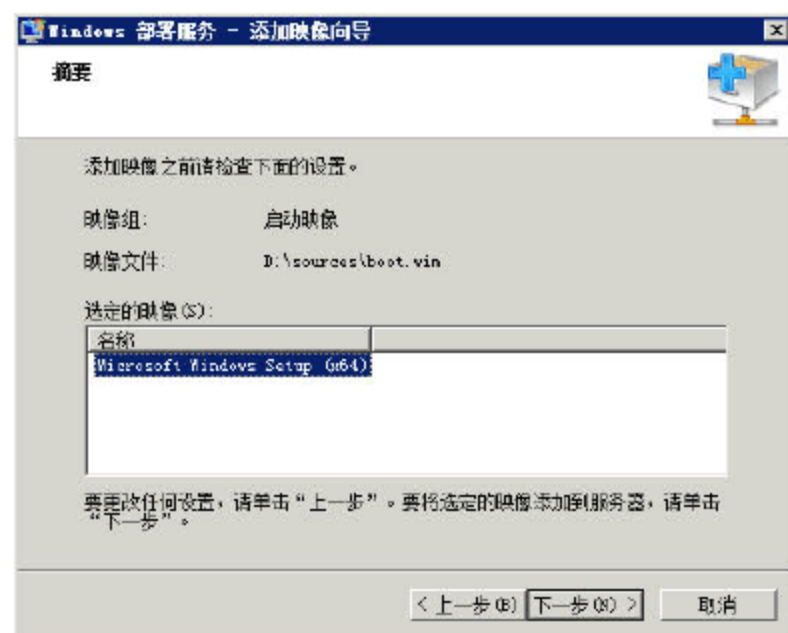 Windows 部署服务 - 添加映像向导
摘要
添加映像之前请检查下面的设置。
映像组: 启动映像
映像文件: D:\sources\boot.wim
选定的映像(S):
名称
Microsoft Windows Setup (x64)
要更改任何设置，请单击“上一步”。要将选定的映像添加到服务器，请单击
“下一步”。
< 上一步(B) 下一步(N) > 取消